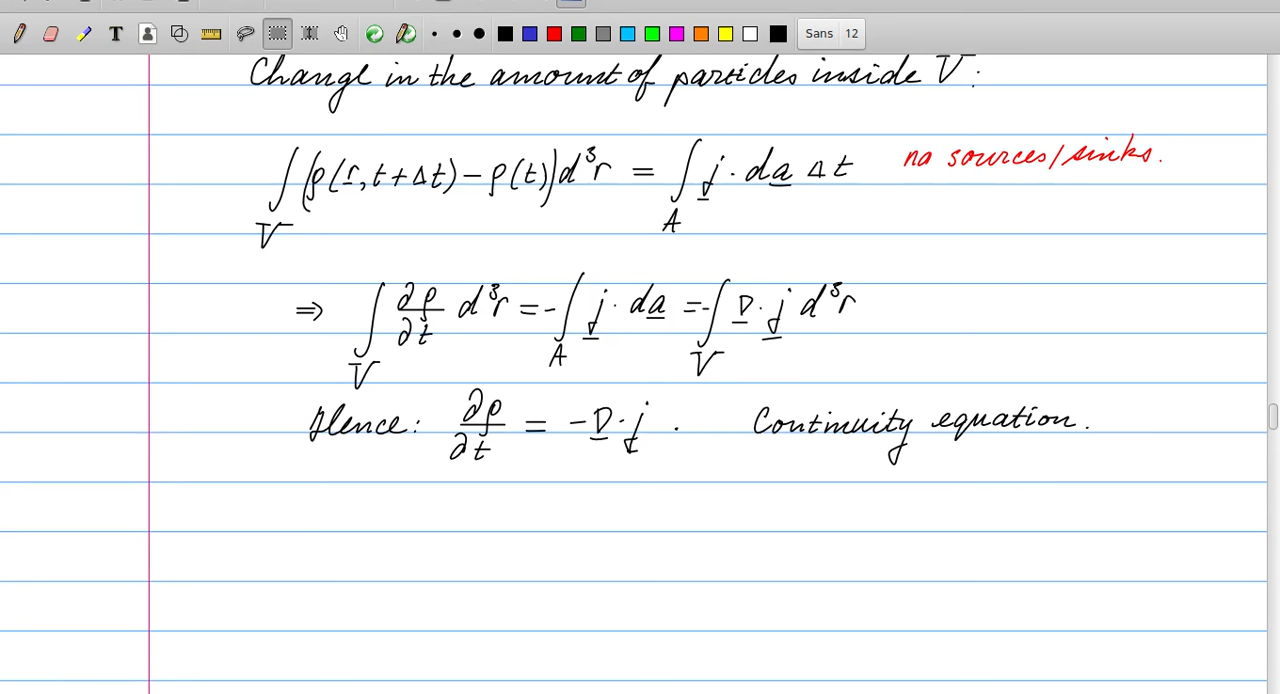 Sans 12
Change in the amount of particles inside V:
∫_V (ρ(r, t+Δt) − ρ(t)) d³r = ∫_A j · da Δt no sources/sinks.
⇒ ∫_V ∂ρ/∂t d³r = − ∫_A j · da = − ∫_V ∇ · j d³r
Hence: ∂ρ/∂t = −∇ · j . Continuity equation.